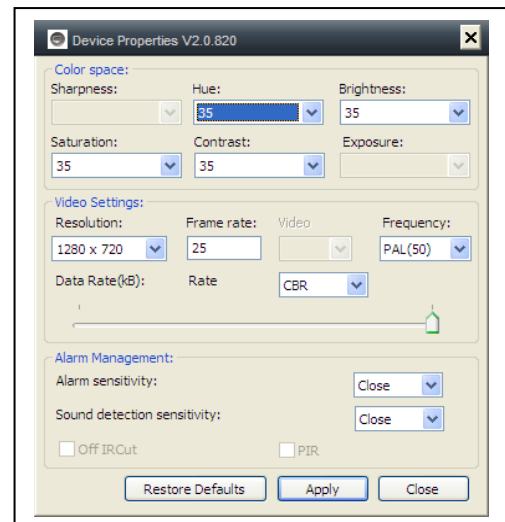 Device Properties V2.0.820
Color space:
Sharpness: Hue: Brightness:
35 35
Saturation: Contrast: Exposure:
35 35
Video Settings:
Resolution: Frame rate: Video Frequency:
1280 x 720 25 PAL(50)
Data Rate(kB): Rate CBR
Alarm Management:
Alarm sensitivity: Close
Sound detection sensitivity: Close
Off IRCut PIR
Restore Defaults Apply Close